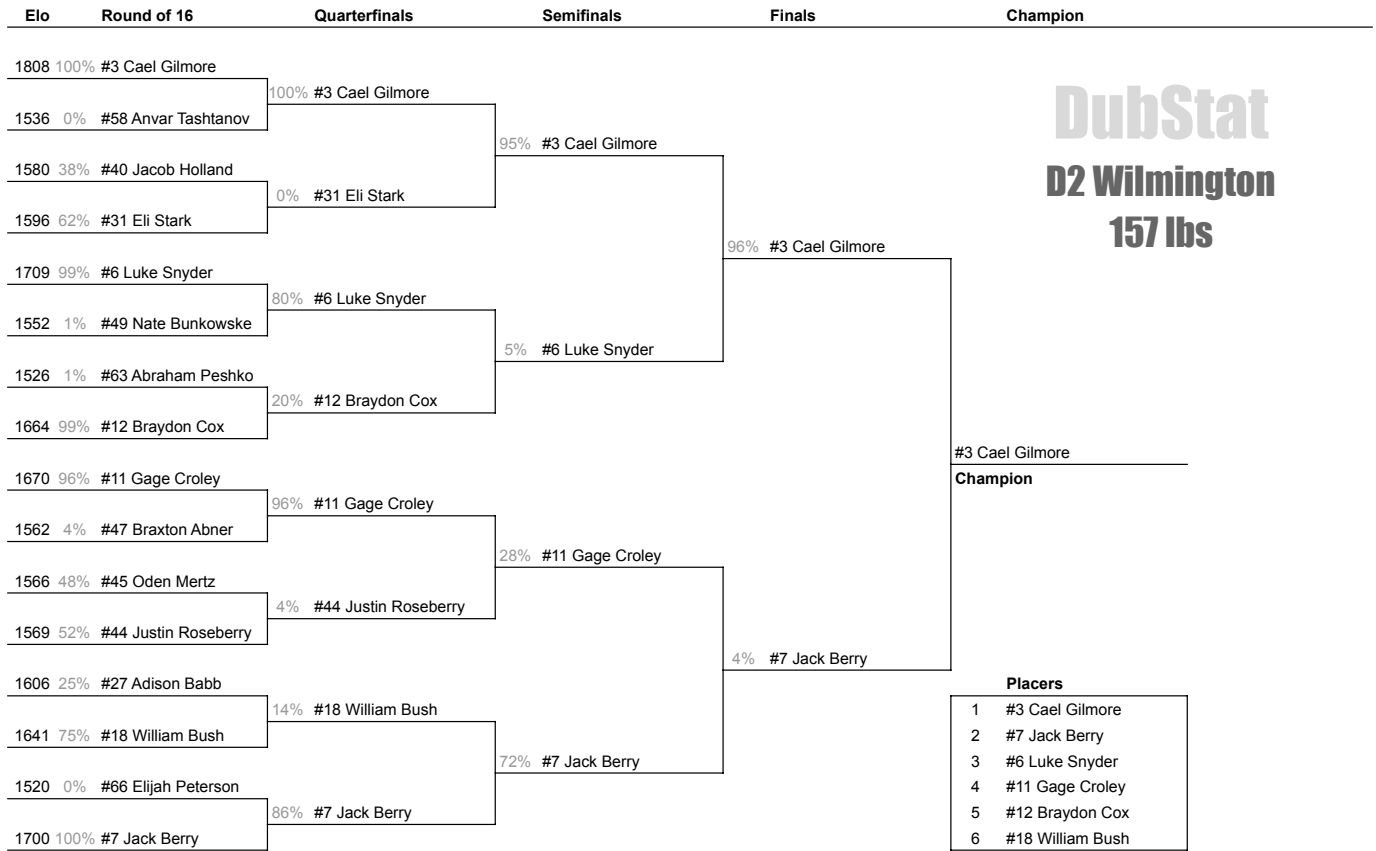 Elo Round of 16 Quarterfinals Semifinals Finals Champion
1808 100% #3 Cael Gilmore
DubStat
100% #3 Cael Gilmore
1536 0% #58 Anvar Tashtanov
95% #3 Cael Gilmore
1580 38% #40 Jacob Holland
D2 Wilmington
0% #31 Eli Stark
1596 62% #31 Eli Stark
157 lbs
96% #3 Cael Gilmore
1709 99% #6 Luke Snyder
80% #6 Luke Snyder
1552 1% #49 Nate Bunkowske
5% #6 Luke Snyder
1526 1% #63 Abraham Peshko
20% #12 Braydon Cox
1664 99% #12 Braydon Cox
#3 Cael Gilmore
1670 96% #11 Gage Croley
Champion
96% #11 Gage Croley
1562 4% #47 Braxton Abner
28% #11 Gage Croley
1566 48% #45 Oden Mertz
4% #44 Justin Roseberry
1569 52% #44 Justin Roseberry
4% #7 Jack Berry
1606 25% #27 Adison Babb
14% #18 William Bush
1641 75% #18 William Bush
72% #7 Jack Berry
1520 0% #66 Elijah Peterson
86% #7 Jack Berry
1700 100% #7 Jack Berry
Placers
1 #3 Cael Gilmore
2 #7 Jack Berry
3 #6 Luke Snyder
4 #11 Gage Croley
5 #12 Braydon Cox
6 #18 William Bush